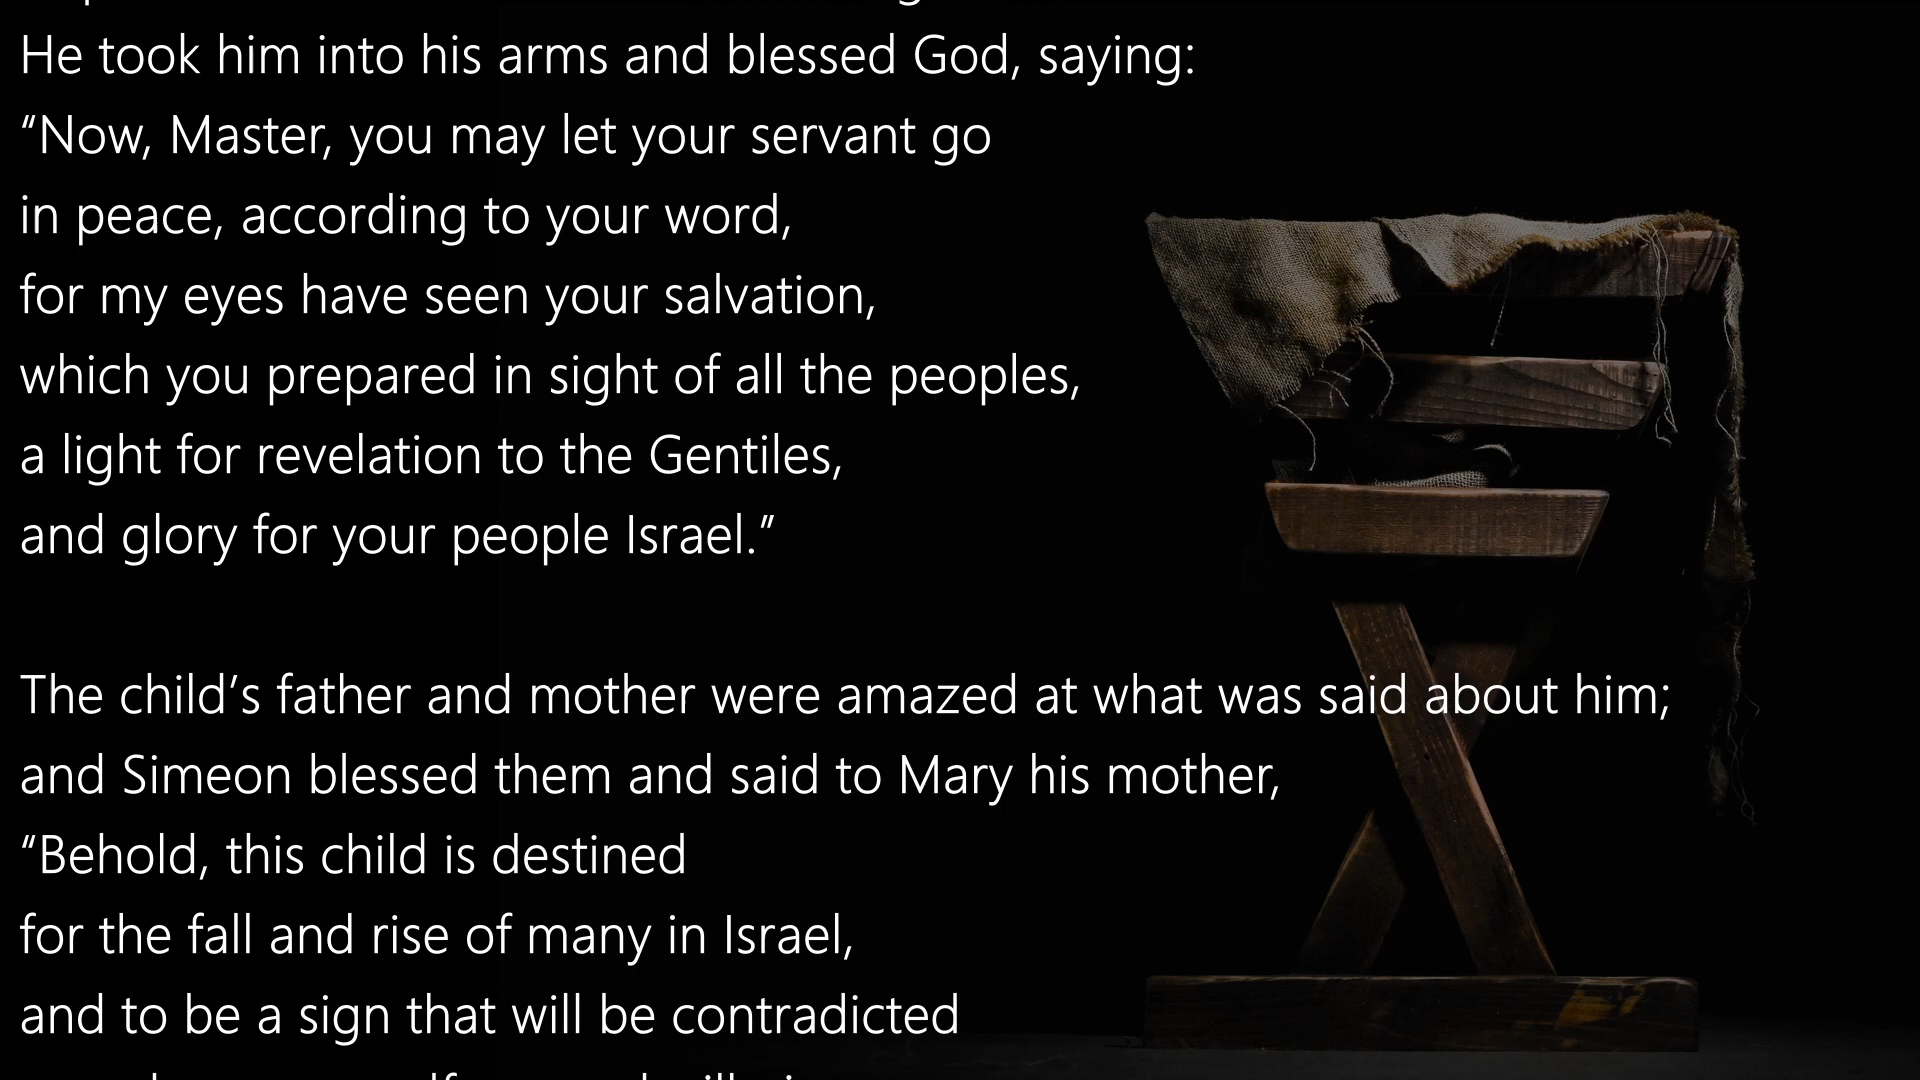 He took him into his arms and blessed God, saying:
“Now, Master, you may let your servant go
in peace, according to your word,
for my eyes have seen your salvation,
which you prepared in sight of all the peoples,
a light for revelation to the Gentiles,
and glory for your people Israel.”
The child’s father and mother were amazed at what was said about him;
and Simeon blessed them and said to Mary his mother,
“Behold, this child is destined
for the fall and rise of many in Israel,
and to be a sign that will be contradicted